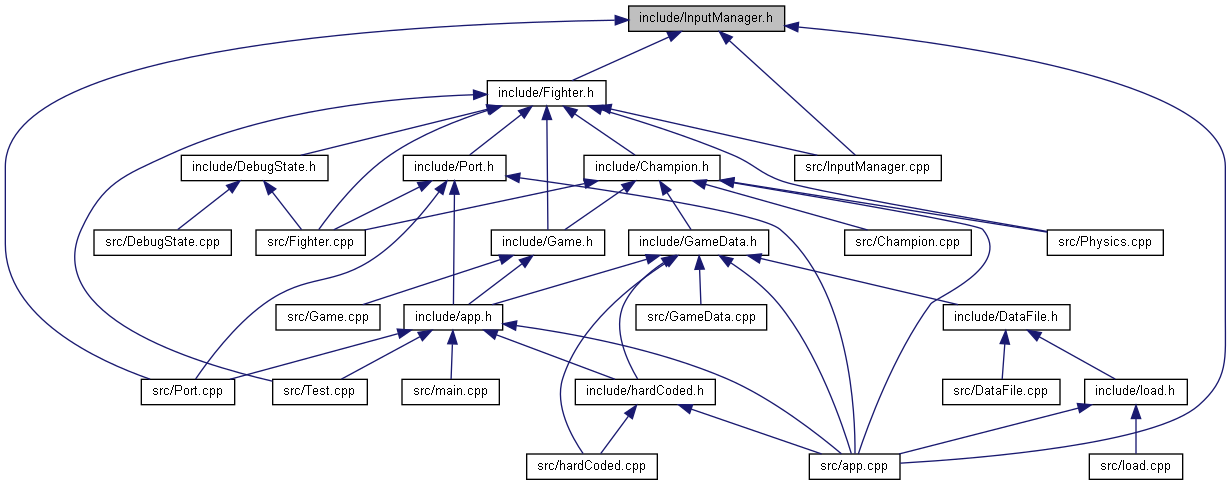 include/InputManager.h
include/Fighter.h
include/DebugState.h
include/Port.h
include/Champion.h
src/InputManager.cpp
src/DebugState.cpp
src/Fighter.cpp
include/Game.h
include/GameData.h
src/Champion.cpp
src/Physics.cpp
src/Game.cpp
include/app.h
src/GameData.cpp
include/DataFile.h
src/Port.cpp
src/Test.cpp
src/main.cpp
include/hardCoded.h
src/DataFile.cpp
include/load.h
src/hardCoded.cpp
src/app.cpp
src/load.cpp